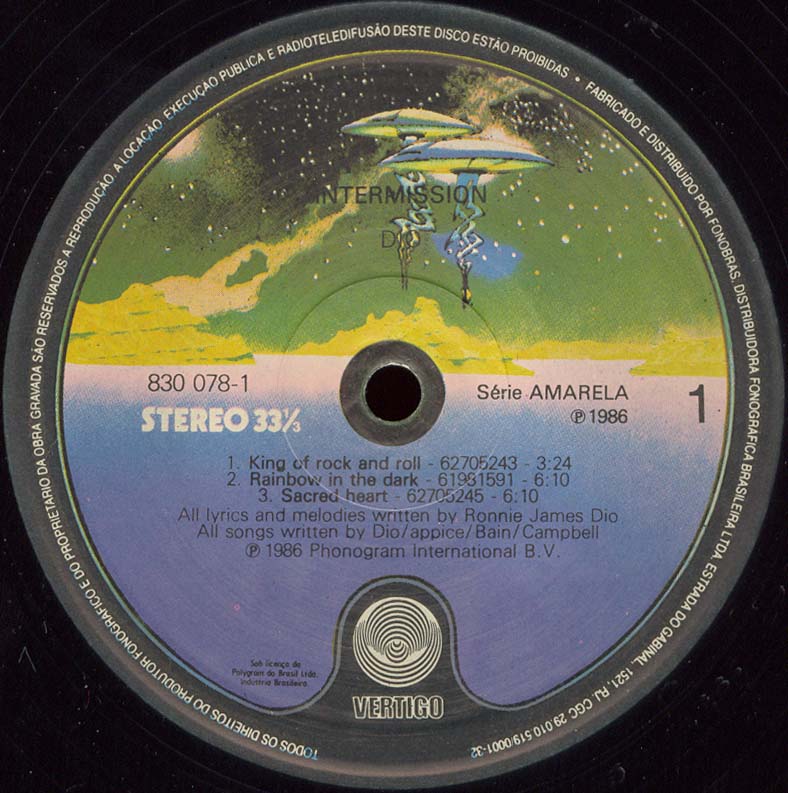 INTERMISSION
DIO
830 078-1
STEREO 33⅓
Série AMARELA
℗ 1986
1
1. King of rock and roll - 62705243 - 3:24
2. Rainbow in the dark - 61981591 - 6:10
3. Sacred heart - 62705245 - 6:10
All lyrics and melodies written by Ronnie James Dio
All songs written by Dio/appice/Bain/Campbell
℗ 1986 Phonogram International B.V.
Sob licença de
Polygram do Brasil Ltda.
Indústria Brasileira
VERTIGO
TODOS OS DIREITOS DO PRODUTOR FONOGRÁFICO E DO PROPRIETÁRIO DA OBRA GRAVADA SÃO RESERVADOS A REPRODUÇÃO A LOCAÇÃO, EXECUÇÃO PUBLICA E RADIOTELEDIFUSÃO DESTE DISCO ESTÃO PROIBIDAS • FABRICADO E DISTRIBUIDO POR FONOBRAS, DISTRIBUIDORA FONOGRÁFICA BRASILEIRA LTDA. ESTRADA DO GABINAL, 1521, RJ, CGC 29.010.519/0001-32